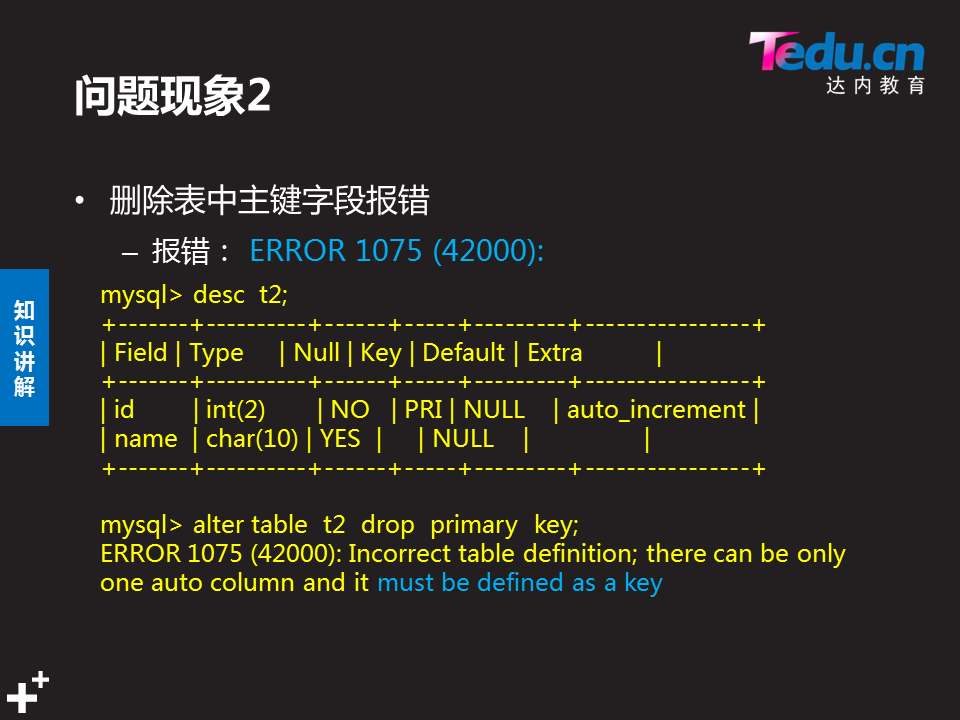 Tedu.cn
达内教育
问题现象2
• 删除表中主键字段报错
– 报错： ERROR 1075 (42000):
知识讲解
mysql> desc t2;
+-------+----------+------+-----+---------+----------------+
| Field | Type | Null | Key | Default | Extra |
+-------+----------+------+-----+---------+----------------+
| id | int(2) | NO | PRI | NULL | auto_increment |
| name | char(10) | YES | | NULL | |
+-------+----------+------+-----+---------+----------------+
mysql> alter table t2 drop primary key;
ERROR 1075 (42000): Incorrect table definition; there can be only
one auto column and it must be defined as a key